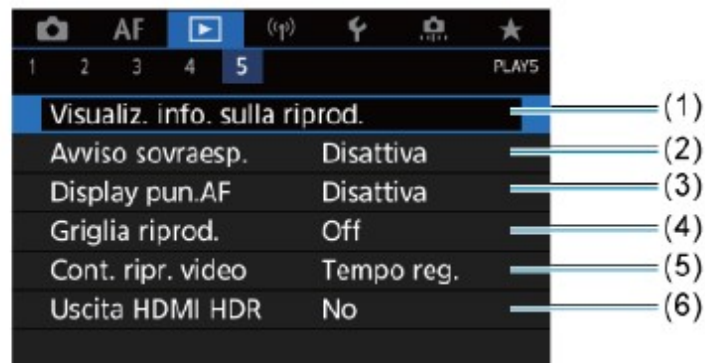 AF
1 2 3 4 5 PLAY5
Visualiz. info. sulla riprod. (1)
Avviso sovraesp. Disattiva (2)
Display pun.AF Disattiva (3)
Griglia riprod. Off (4)
Cont. ripr. video Tempo reg. (5)
Uscita HDMI HDR No (6)